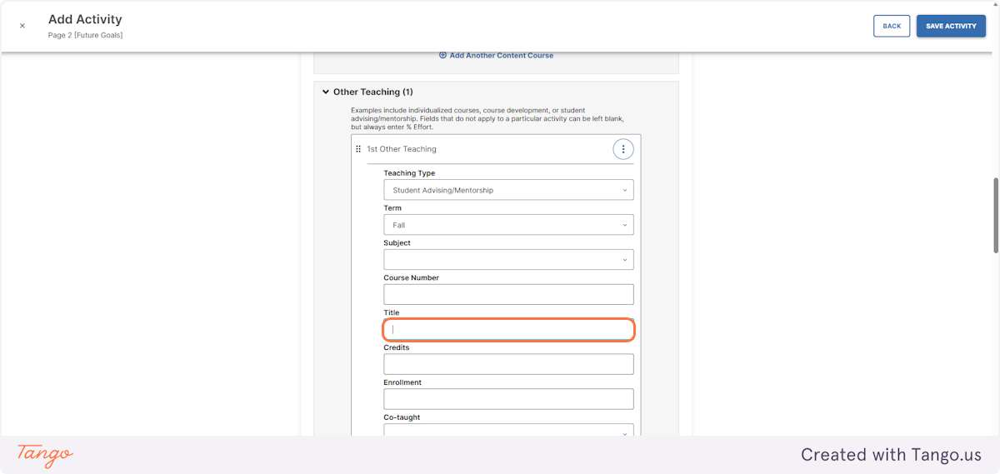 Add Activity
Page 2 [Future Goals]
BACK
SAVE ACTIVITY
Add Another Content Course
Other Teaching (1)
Examples include individualized courses, course development, or student
advising/mentorship. Fields that do not apply to a particular activity can be left blank,
but always enter % Effort.
1st Other Teaching
Teaching Type
Student Advising/Mentorship
Term
Fall
Subject
Course Number
Title
Credits
Enrollment
Co-taught
Tango
Created with Tango.us